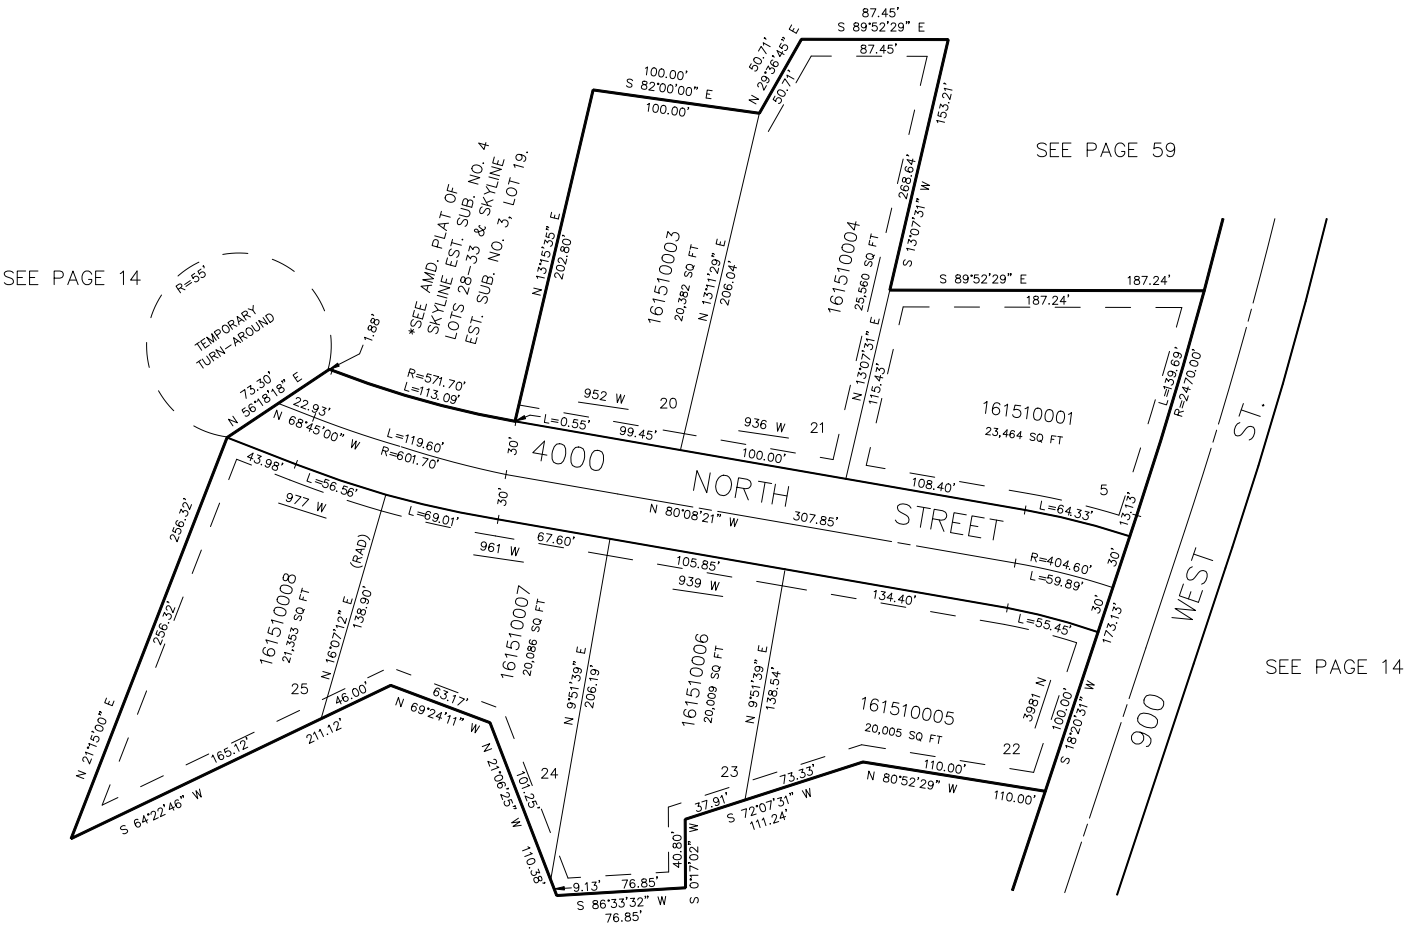 87.45'
S 89°52'29" E
87.45'
50.71'
N 29°36'45" E
50.71'
100.00'
S 82°00'00" E
100.00'
153.21'
SEE PAGE 59
268.64'
S 13°07'31" W
*SEE AMD. PLAT OF
SKYLINE EST. SUB. NO. 4
LOTS 28-33 & SKYLINE
EST. SUB. NO. 3, LOT 19.
N 13°15'35" E
202.80'
161510003
20,382 SQ FT
N 13°11'29" E
206.04'
161510004
25,560 SQ FT
SEE PAGE 14
R=55'
TEMPORARY
TURN-AROUND
1.88'
S 89°52'29" E
187.24'
187.24'
N 13°07'31" E
115.43'
L=139.69'
R=2470.00'
73.30'
N 56°18'18" E
R=571.70'
L=113.09'
952 W
20
936 W
21
161510001
23,464 SQ FT
22.93'
N 68°45'00" W
L=0.55'
99.45'
100.00'
108.40'
5
L=64.33'
13.13'
L=119.60'
R=601.70'
30'
4000 NORTH STREET
30'
N 80°08'21" W
307.85'
R=404.60'
L=59.89'
30'
30'
900 WEST ST.
43.98'
L=56.56'
977 W
L=69.01'
961 W
67.60'
105.85'
939 W
134.40'
L=55.45'
173.13'
256.32'
256.32'
N 21°15'00" E
161510008
21,353 SQ FT
25
(RAD)
N 16°07'12" E
138.90'
161510007
20,086 SQ FT
N 9°51'39" E
206.19'
161510006
20,009 SQ FT
N 9°51'39" E
138.54'
161510005
20,005 SQ FT
3981 N
22
100.00'
S 18°20'31" W
SEE PAGE 14
46.00'
165.12'
211.12'
S 64°22'46" W
63.17'
N 69°24'11" W
N 21°06'25" W
101.25'
110.38'
24
23
37.91'
73.33'
S 72°07'31" W
111.24'
110.00'
N 80°52'29" W
110.00'
40.80'
S 0°17'02" W
9.13'
76.85'
S 86°33'32" W
76.85'